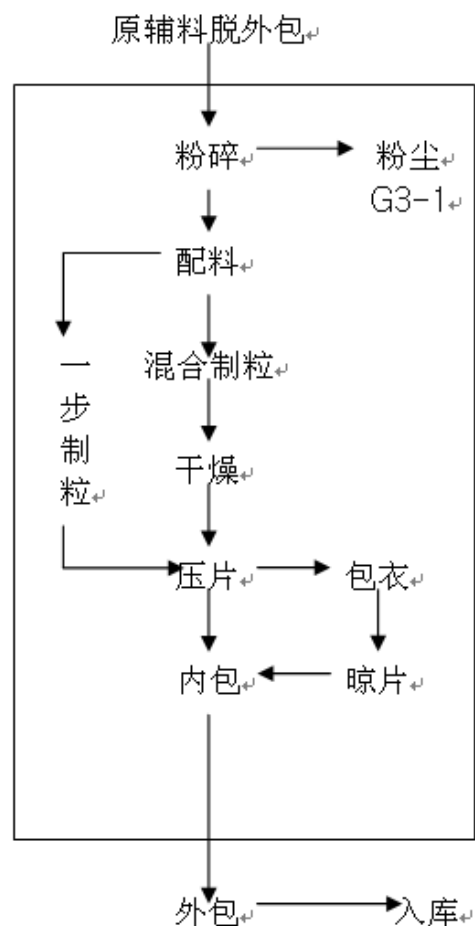 原辅料脱外包
粉碎
粉尘
G3-1
配料
一步制粒
混合制粒
干燥
压片
包衣
内包
晾片
外包
入库